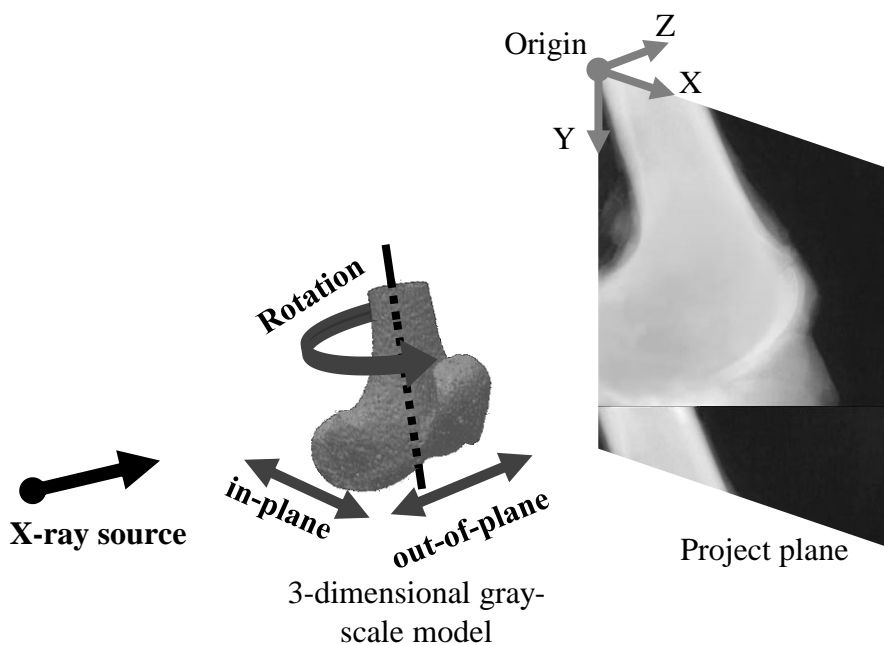 Origin
Z
X
Y
Rotation
in-plane
out-of-plane
X-ray source
Project plane
3-dimensional gray-
scale model